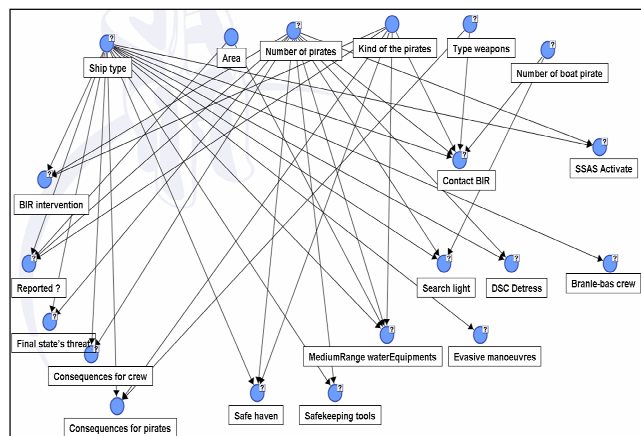 Ship type
Area
Number of pirates
Kind of the pirates
Type weapons
Number of boat pirate
SSAS Activate
Contact BIR
BIR intervention
Reported ?
Search light
DSC Detress
Branle-bas crew
Final state's threat
MediumRange waterEquipments
Evasive manoeuvres
Consequences for crew
Consequences for pirates
Safe haven
Safekeeping tools